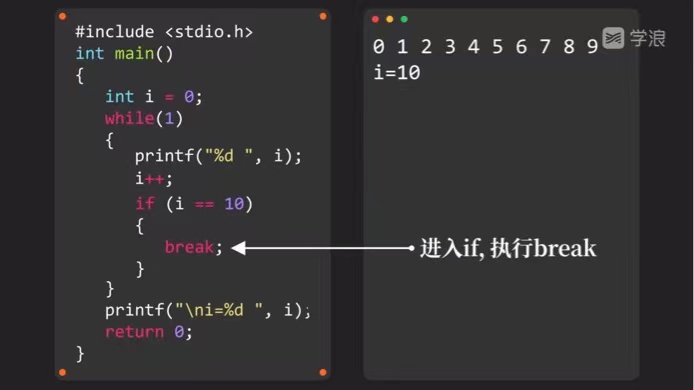 #include <stdio.h>
int main()
{
int i = 0;
while(1)
{
printf("%d ", i);
i++;
if (i == 10)
{
break;
}
}
printf("\ni=%d ", i);
return 0;
}
0 1 2 3 4 5 6 7 8 9
i=10
学浪
进入if, 执行break